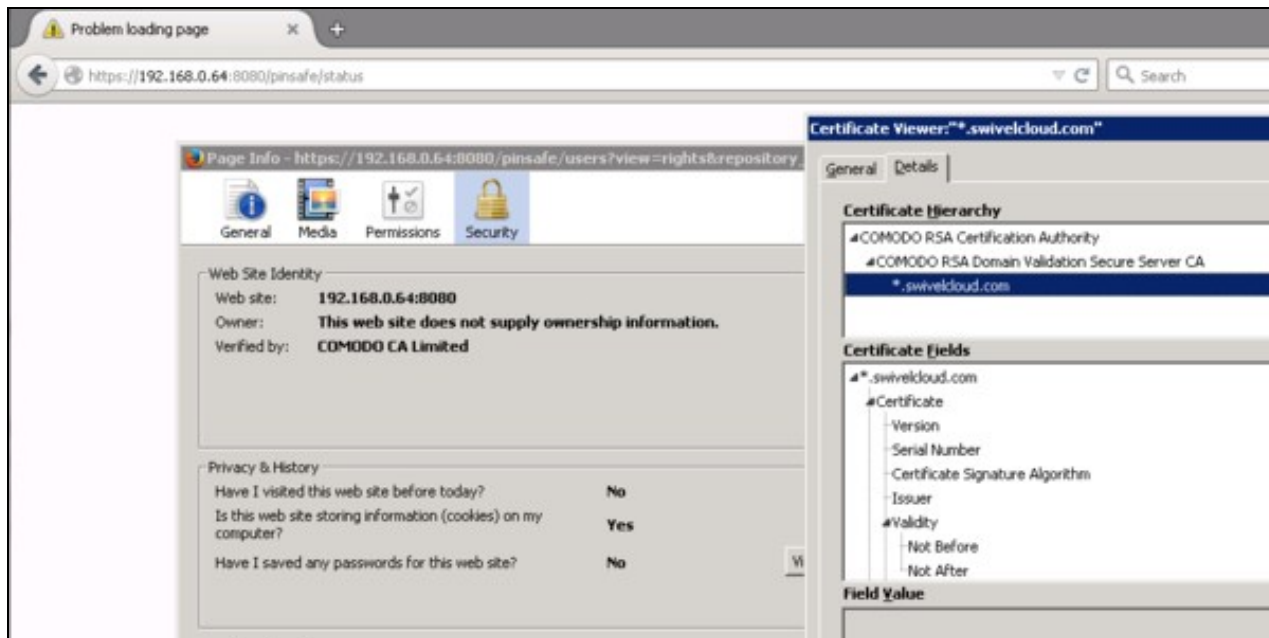 Problem loading page
https://192.168.0.64:8080/pinsafe/status
Search
Certificate Viewer:"*.swivelcloud.com"
Page Info - https://192.168.0.64:8080/pinsafe/users?view=rights&repository_
General Details
General Media Permissions Security
Certificate Hierarchy
COMODO RSA Certification Authority
COMODO RSA Domain Validation Secure Server CA
*.swivelcloud.com
Web Site Identity
Web site: 192.168.0.64:8080
Owner: This web site does not supply ownership information.
Verified by: COMODO CA Limited
Certificate Fields
*.swivelcloud.com
Certificate
Version
Serial Number
Certificate Signature Algorithm
Issuer
Validity
Not Before
Not After
Field Value
Privacy & History
Have I visited this web site before today? No
Is this web site storing information (cookies) on my
computer? Yes
Have I saved any passwords for this web site? No
Vi